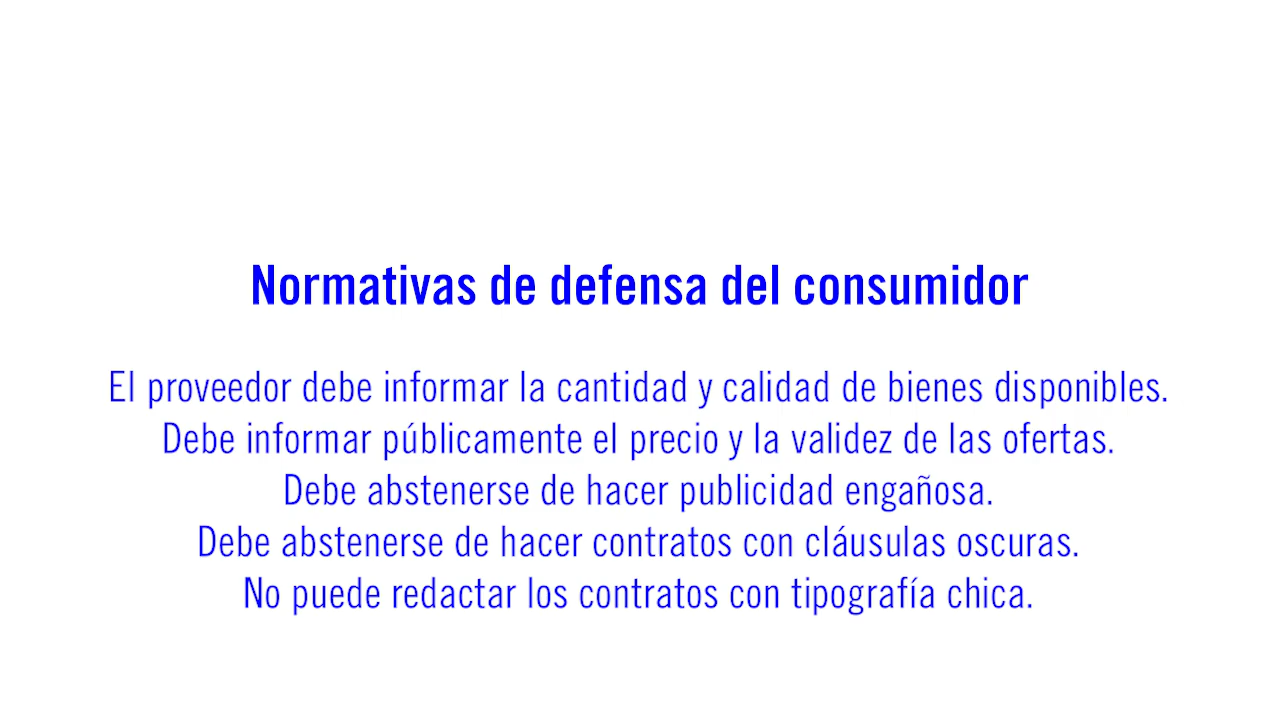 Normativas de defensa del consumidor
El proveedor debe informar la cantidad y calidad de bienes disponibles.
Debe informar públicamente el precio y la validez de las ofertas.
Debe abstenerse de hacer publicidad engañosa.
Debe abstenerse de hacer contratos con cláusulas oscuras.
No puede redactar los contratos con tipografía chica.